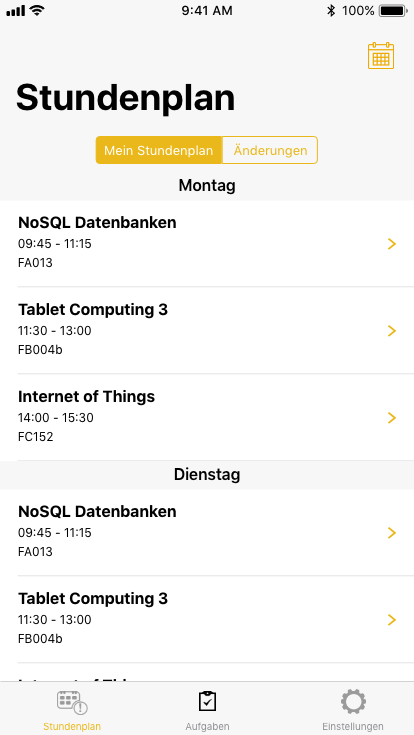 9:41 AM 100%
Stundenplan
Mein Stundenplan Änderungen
Montag
NoSQL Datenbanken
09:45 - 11:15
FA013
Tablet Computing 3
11:30 - 13:00
FB004b
Internet of Things
14:00 - 15:30
FC152
Dienstag
NoSQL Datenbanken
09:45 - 11:15
FA013
Tablet Computing 3
11:30 - 13:00
FB004b
Stundenplan Aufgaben Einstellungen